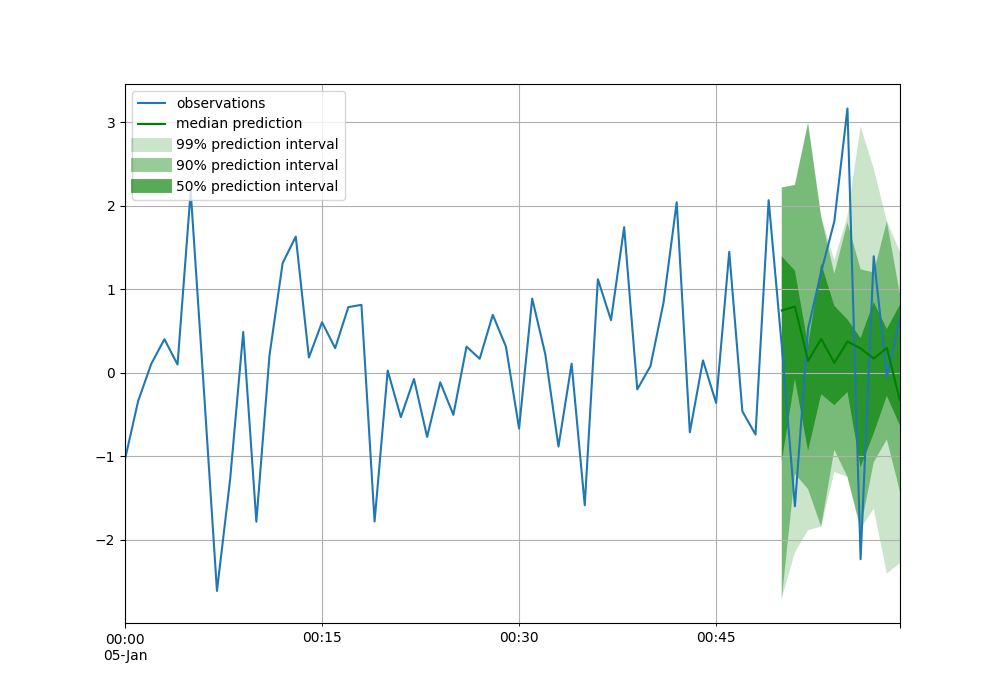 observations
median prediction
99% prediction interval
90% prediction interval
50% prediction interval
3
2
1
0
−1
−2
00:00
05-Jan
00:15
00:30
00:45